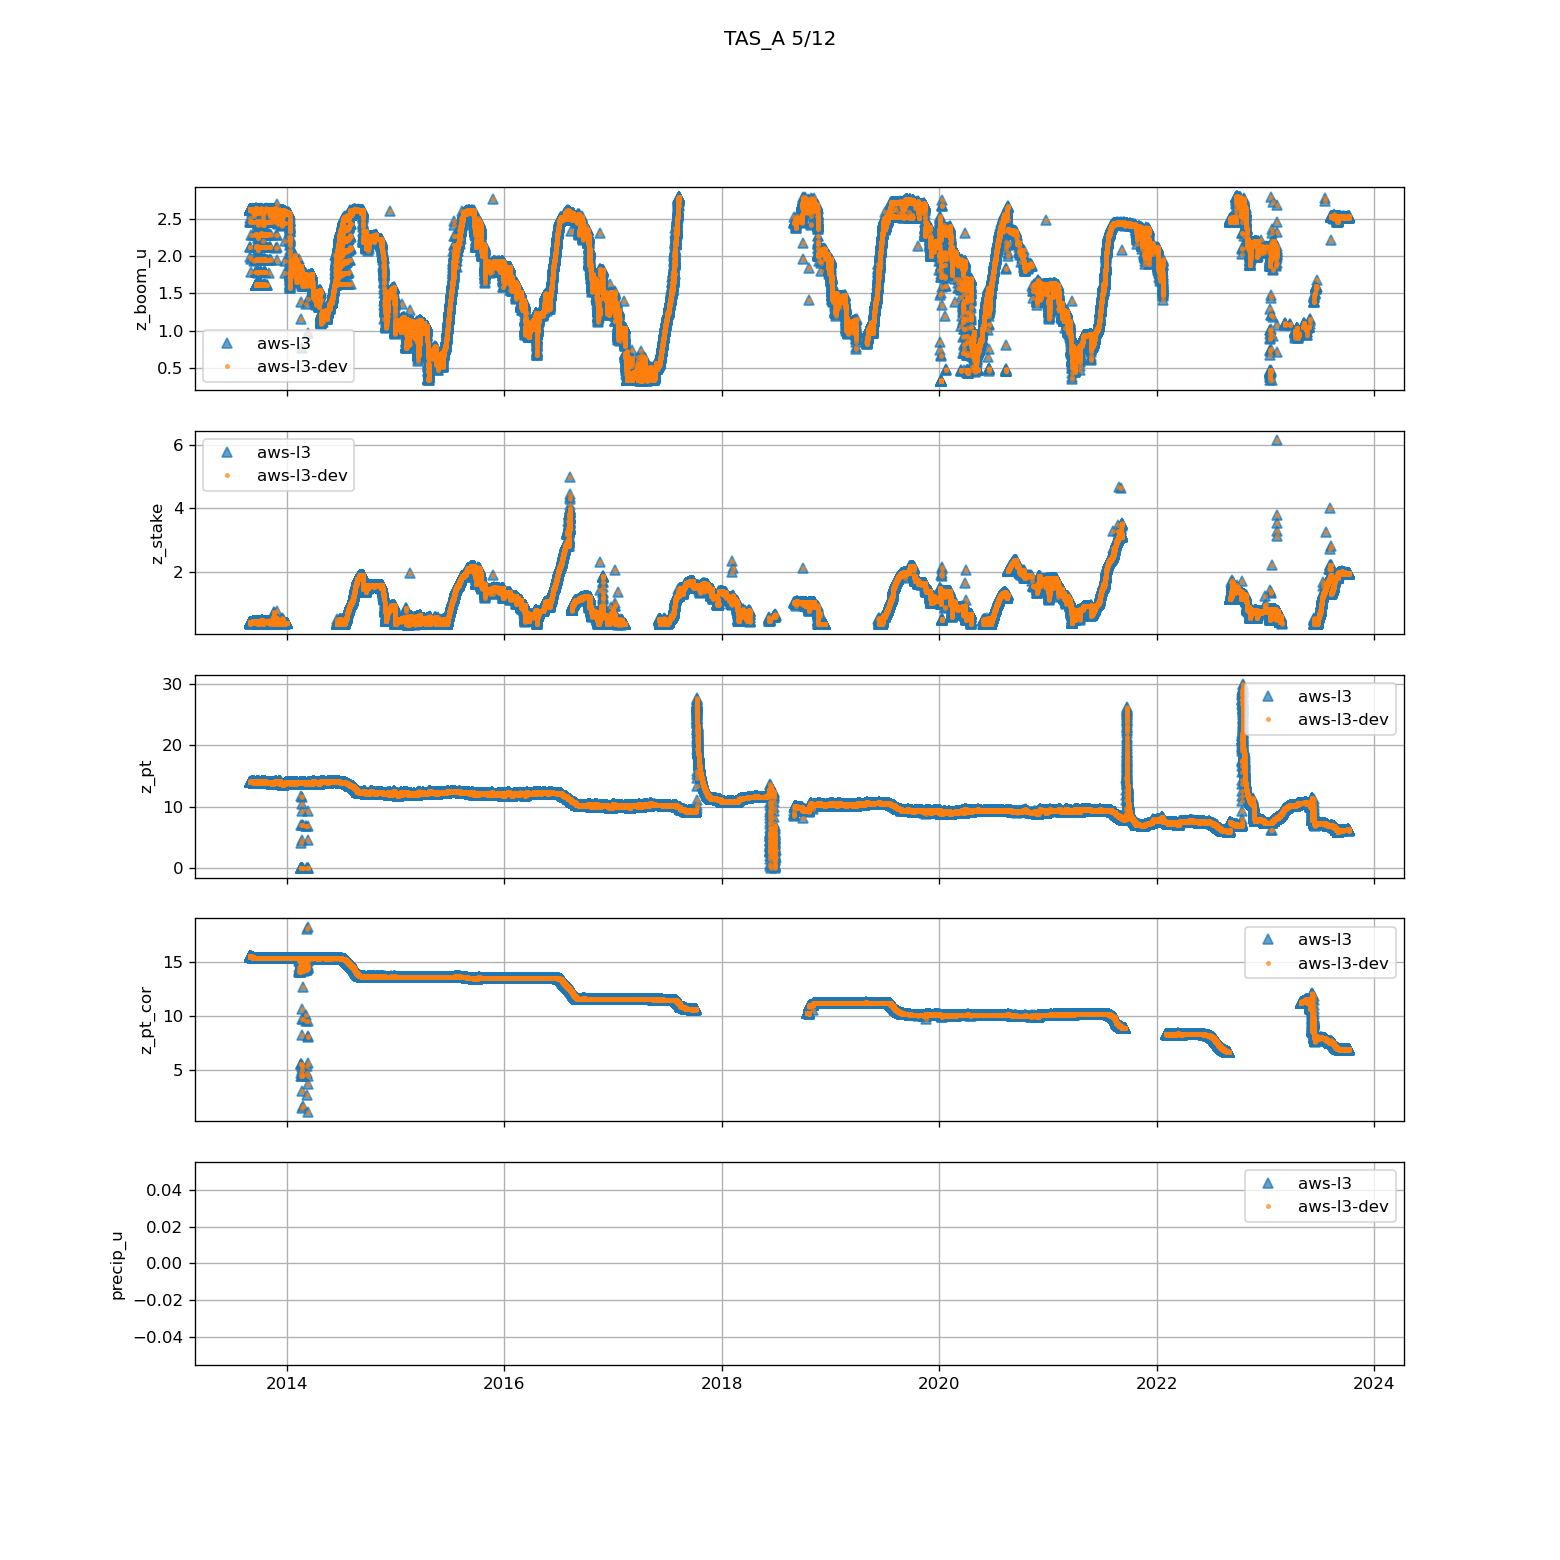 TAS_A 5/12
z_boom_u
2.5
2.0
1.5
1.0
0.5
aws-l3
aws-l3-dev
z_stake
6
4
2
aws-l3
aws-l3-dev
z_pt
30
20
10
0
aws-l3
aws-l3-dev
z_pt_cor
15
10
5
aws-l3
aws-l3-dev
precip_u
0.04
0.02
0.00
−0.02
−0.04
aws-l3
aws-l3-dev
2014 2016 2018 2020 2022 2024